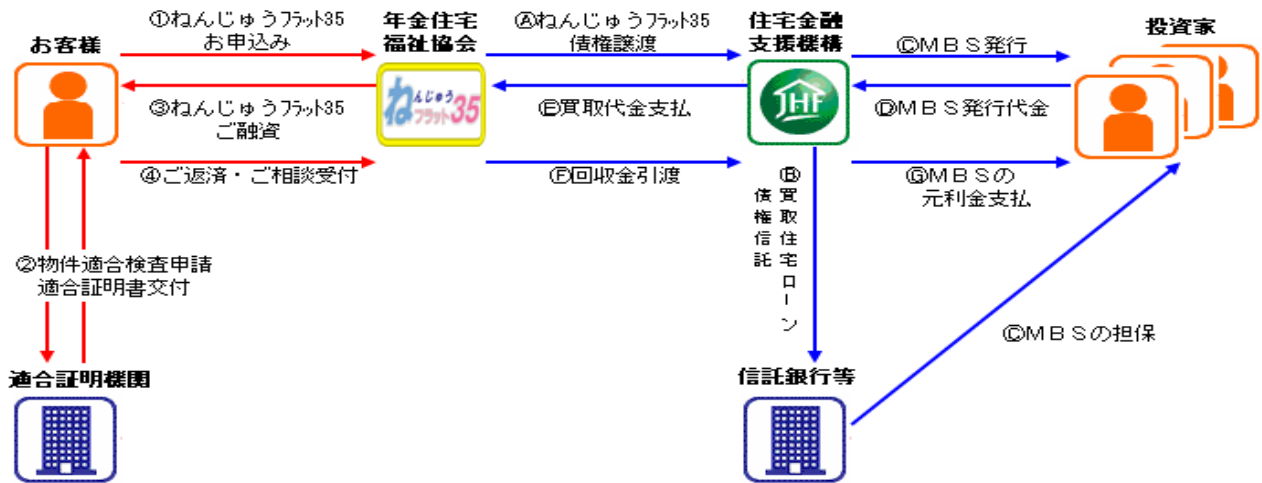 お客様
①ねんじゅうフラット35
お申込み
年金住宅
福祉協会
Ⓐねんじゅうフラット35
債権譲渡
住宅金融
支援機構
ⒸMBS発行
投資家
ねんじゅう
フラット35
JHF
③ねんじゅうフラット35
ご融資
Ⓔ買取代金支払
ⒹMBS発行代金
④ご返済・ご相談受付
Ⓕ回収金引渡
ⒼMBSの
元利金支払
Ⓑ買取住宅ローン
債権信託
②物件適合検査申請
適合証明書交付
ⒸMBSの担保
適合証明機関
信託銀行等